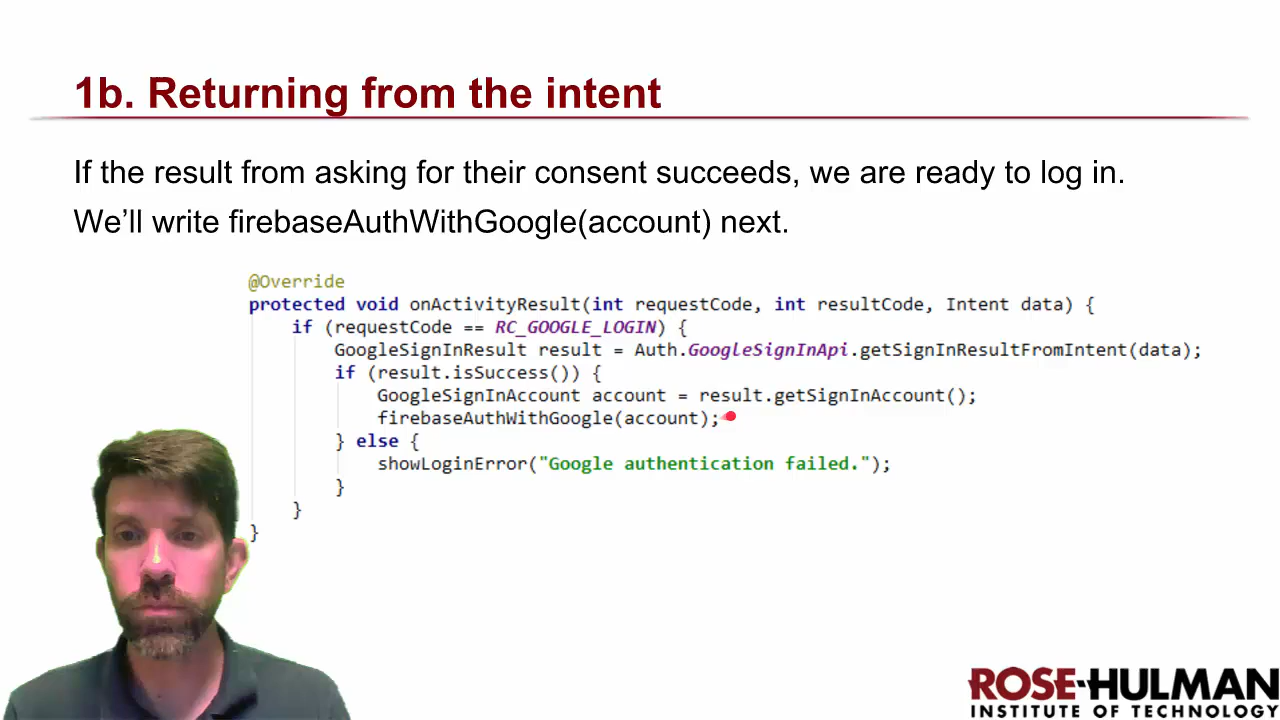 1b. Returning from the intent
If the result from asking for their consent succeeds, we are ready to log in.
We’ll write firebaseAuthWithGoogle(account) next.
@Override
protected void onActivityResult(int requestCode, int resultCode, Intent data) {
if (requestCode == RC_GOOGLE_LOGIN) {
GoogleSignInResult result = Auth.GoogleSignInApi.getSignInResultFromIntent(data);
if (result.isSuccess()) {
GoogleSignInAccount account = result.getSignInAccount();
firebaseAuthWithGoogle(account);
} else {
showLoginError("Google authentication failed.");
}
}
}
ROSE-HULMAN
INSTITUTE OF TECHNOLOGY